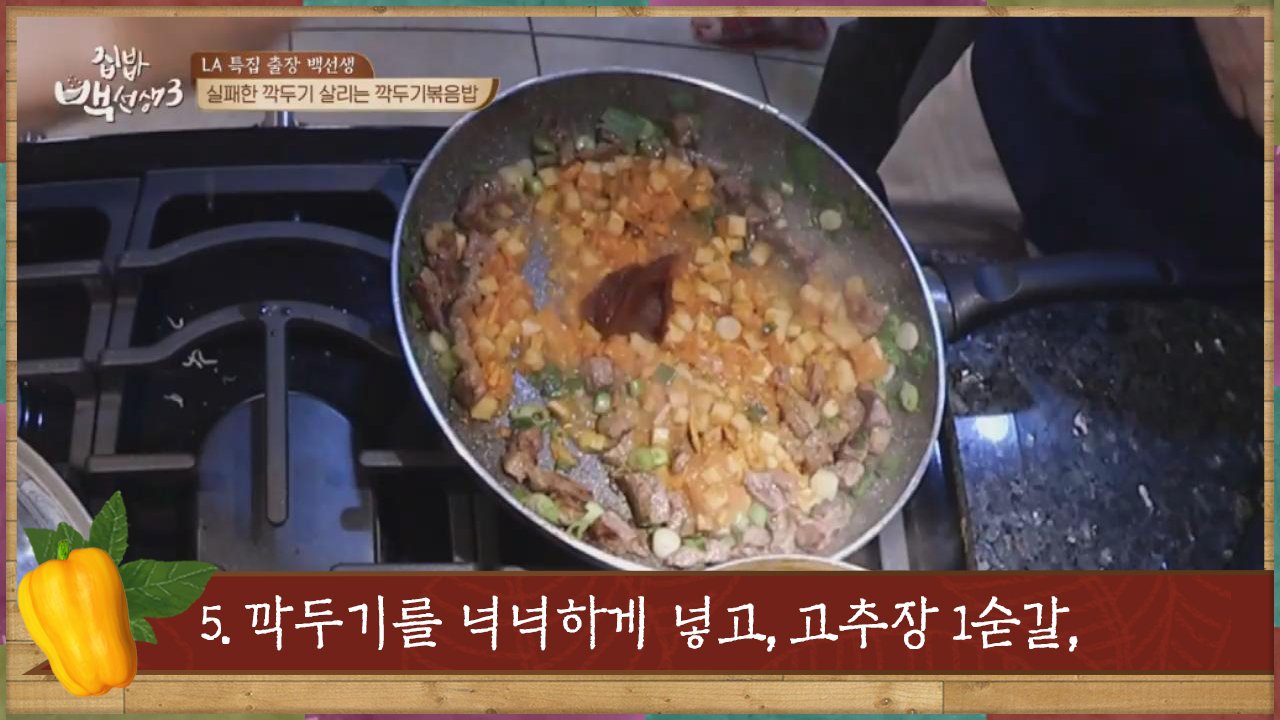 집밥
백선생3
LA 특집 출장 백선생
실패한 깍두기 살리는 깍두기볶음밥
5. 깍두기를 넉넉하게 넣고, 고추장 1숟갈,